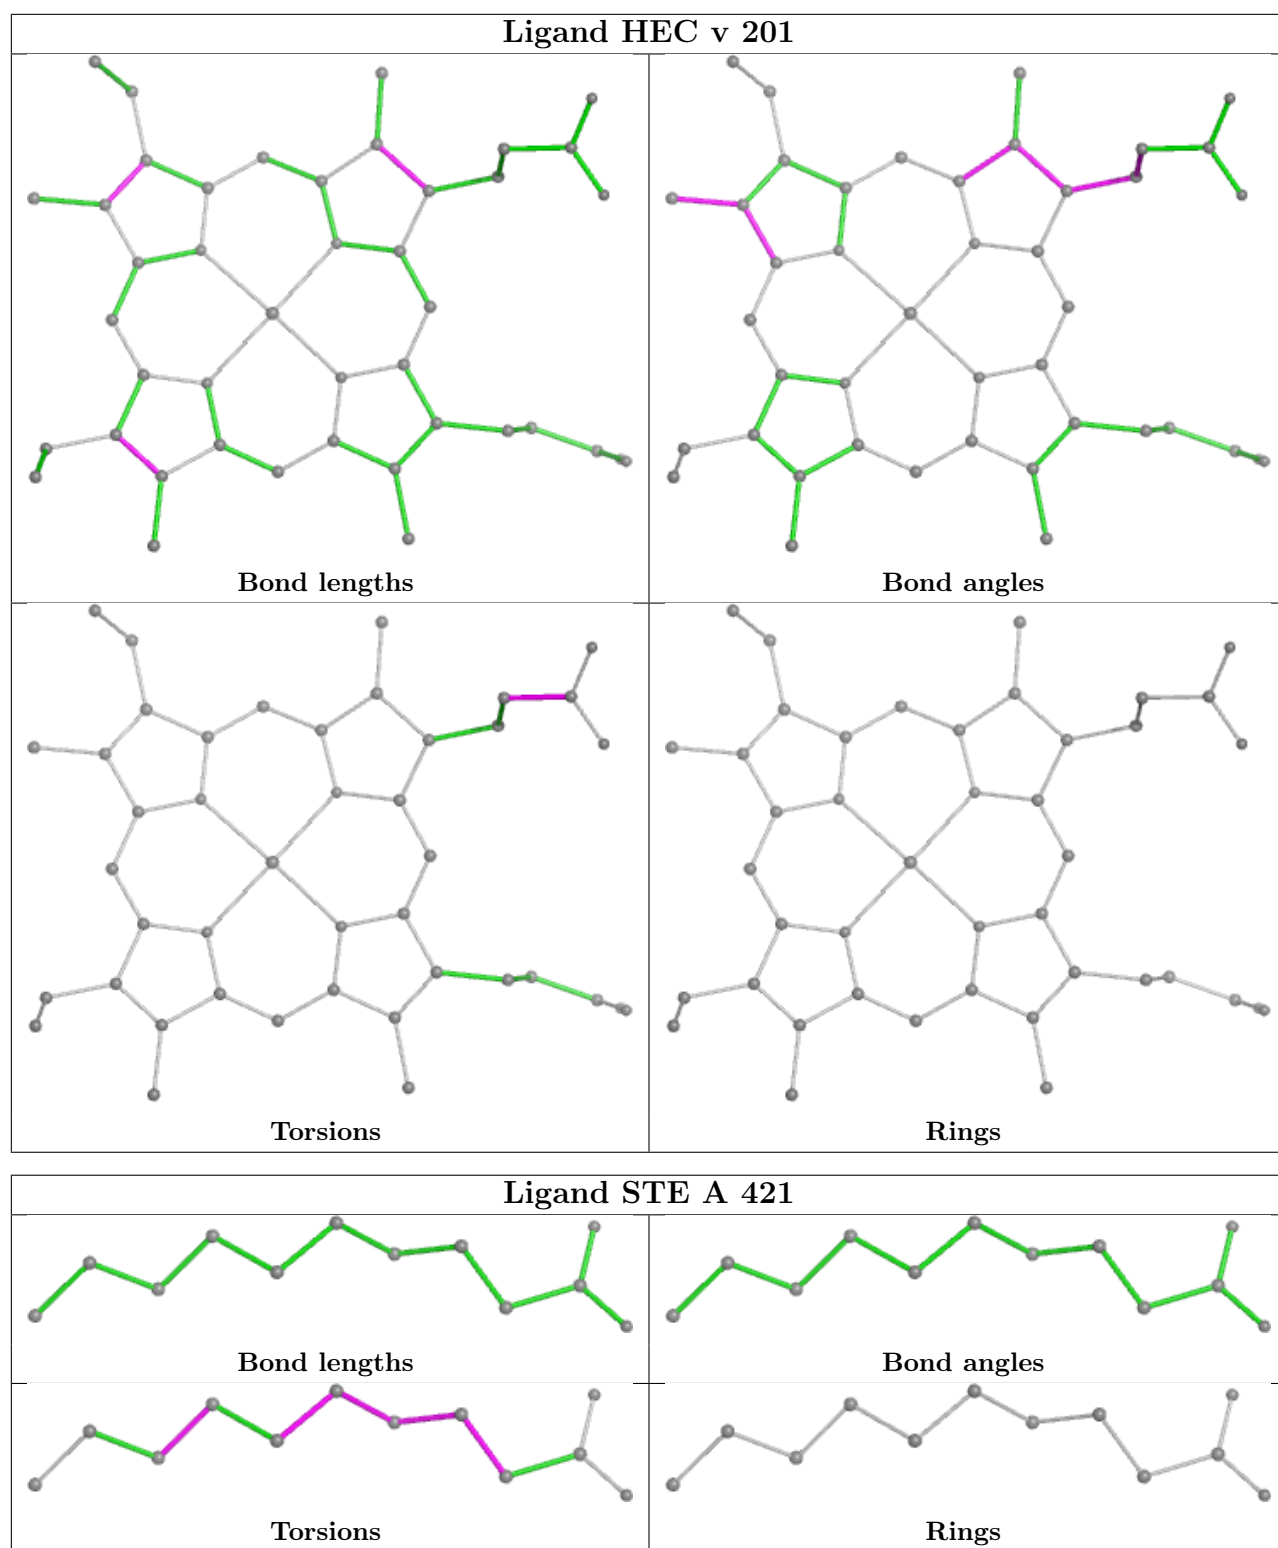 Ligand HEC v 201
Bond lengths
Bond angles
Torsions
Rings
Ligand STE A 421
Bond lengths
Bond angles
Torsions
Rings